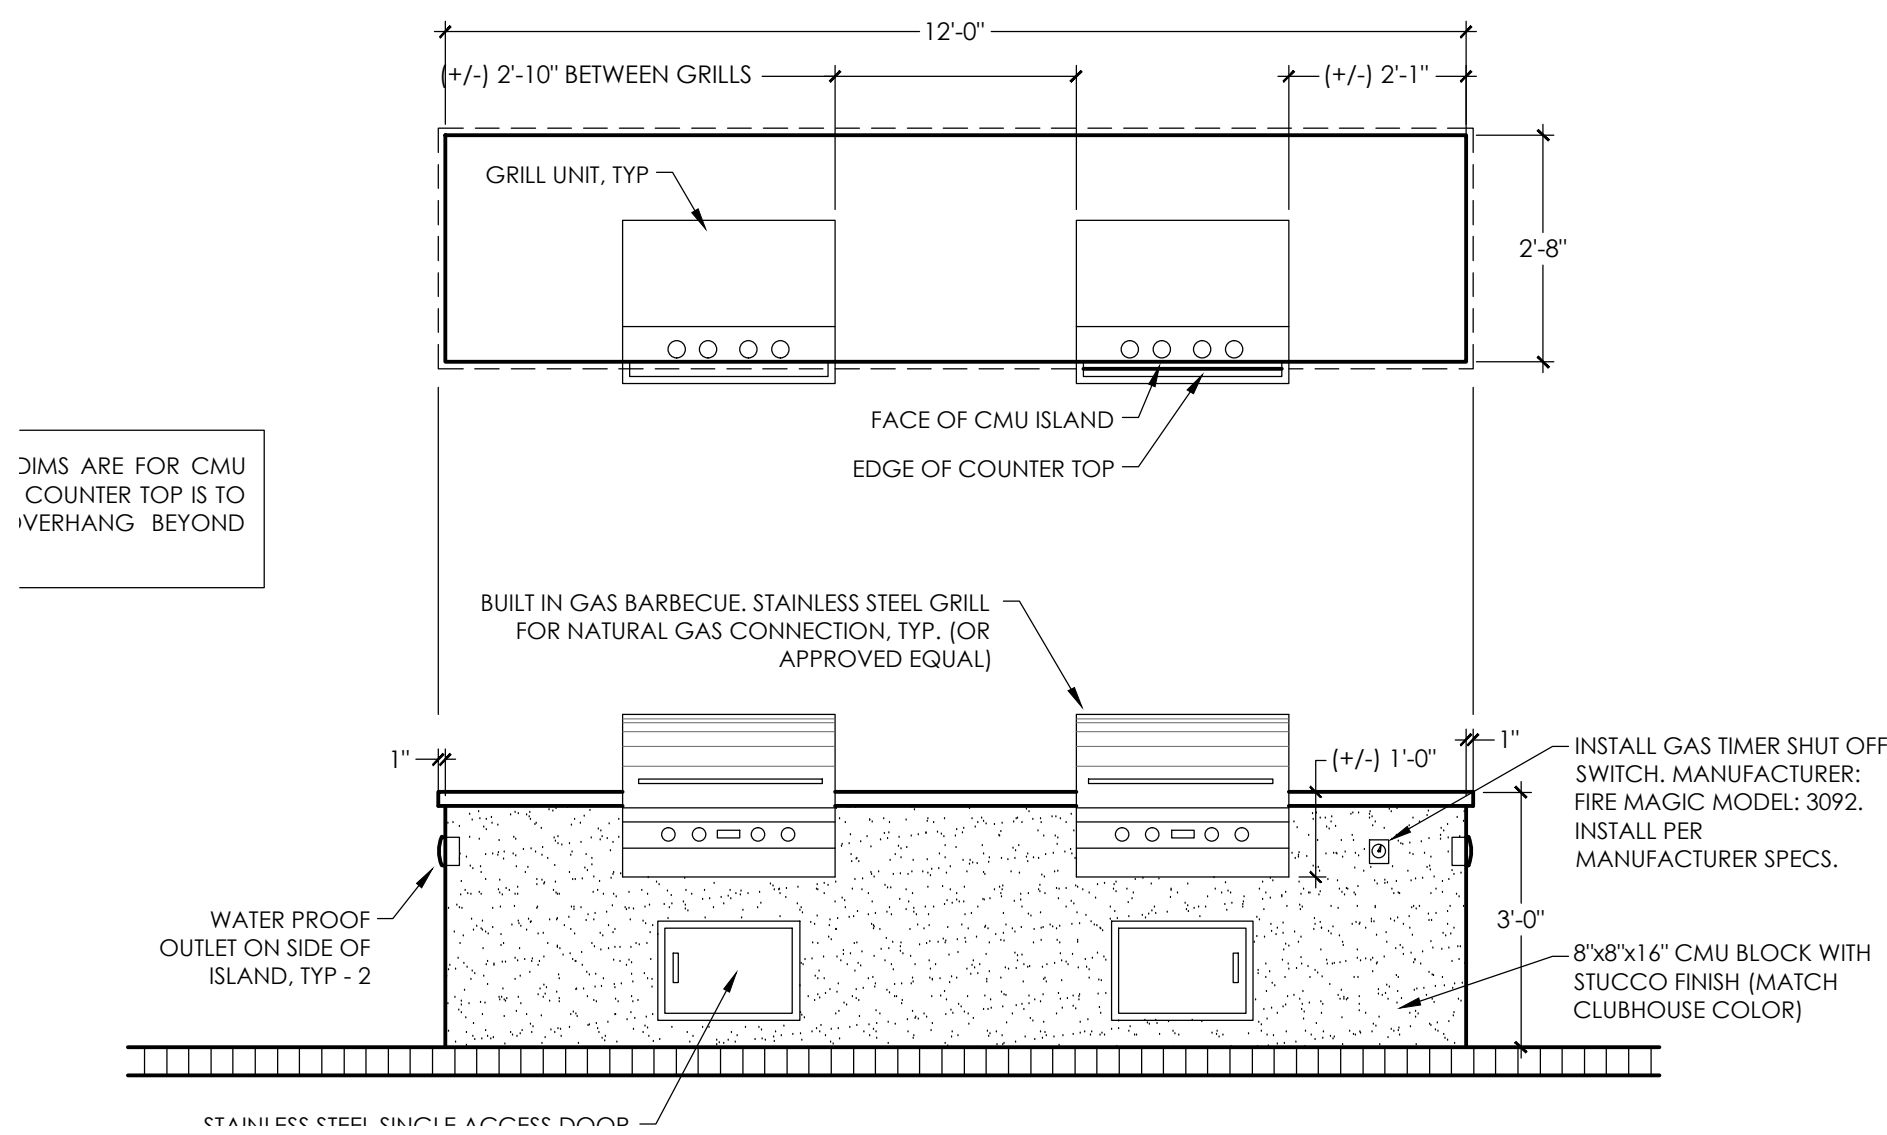 12'-0"
(+/-) 2'-10" BETWEEN GRILLS
(+/-) 2'-1"
GRILL UNIT, TYP
2'-8"
FACE OF CMU ISLAND
EDGE OF COUNTER TOP
ARE FOR CMU
COUNTER TOP IS TO
BEYOND
BUILT IN GAS BARBECUE. STAINLESS STEEL GRILL
FOR NATURAL GAS CONNECTION, TYP. (OR
APPROVED EQUAL)
1"
(+/-) 1'-0"
1"
INSTALL GAS TIMER SHUT OFF
SWITCH. MANUFACTURER:
FIRE MAGIC MODEL: 3092.
INSTALL PER
MANUFACTURER SPECS.
WATER PROOF
OUTLET ON SIDE OF
ISLAND, TYP - 2
3'-0"
8"x8"x16" CMU BLOCK WITH
STUCCO FINISH (MATCH
CLUBHOUSE COLOR)
STAINLESS STEEL SINGLE ACCESS DOOR